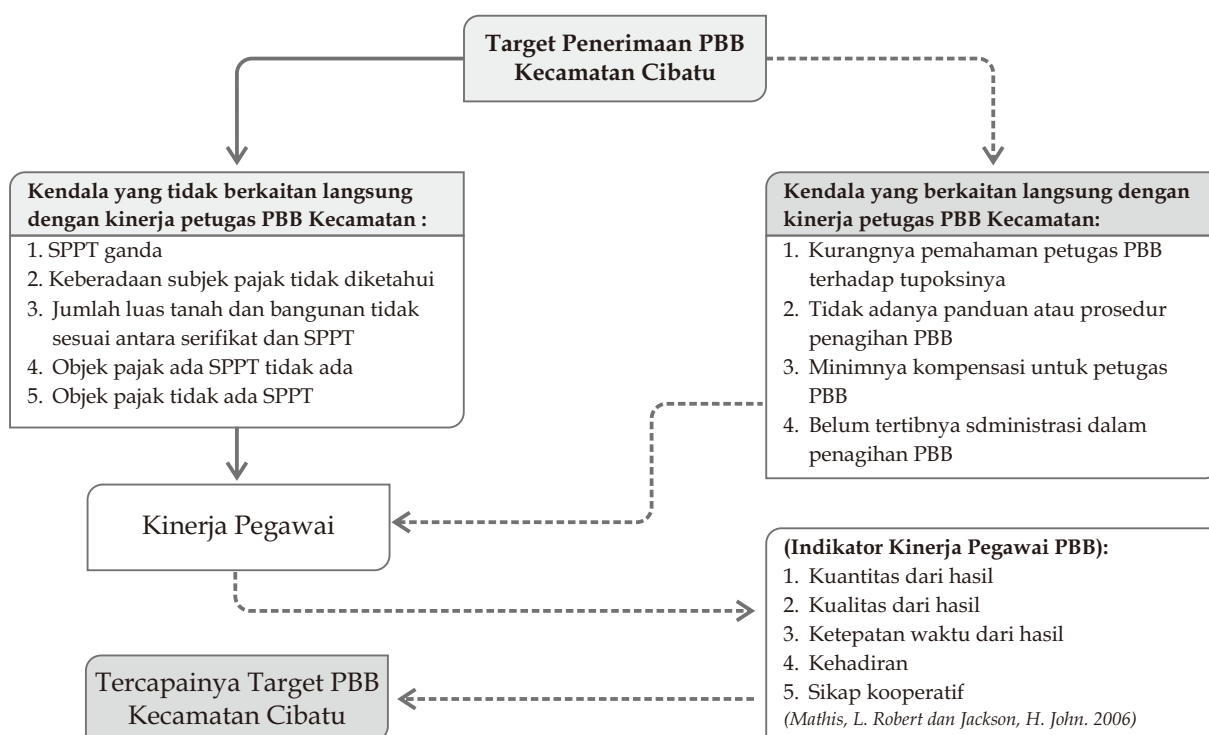 Target Penerimaan PBB
Kecamatan Cibatu
Kendala yang tidak berkaitan langsung
dengan kinerja petugas PBB Kecamatan :
1. SPPT ganda
2. Keberadaan subjek pajak tidak diketahui
3. Jumlah luas tanah dan bangunan tidak
sesuai antara serifikat dan SPPT
4. Objek pajak ada SPPT tidak ada
5. Objek pajak tidak ada SPPT
Kendala yang berkaitan langsung dengan
kinerja petugas PBB Kecamatan:
1. Kurangnya pemahaman petugas PBB
terhadap tupoksinya
2. Tidak adanya panduan atau prosedur
penagihan PBB
3. Minimnya kompensasi untuk petugas
PBB
4. Belum tertibnya sdministrasi dalam
penagihan PBB
Kinerja Pegawai
(Indikator Kinerja Pegawai PBB):
1. Kuantitas dari hasil
2. Kualitas dari hasil
3. Ketepatan waktu dari hasil
4. Kehadiran
5. Sikap kooperatif
(Mathis, L. Robert dan Jackson, H. John. 2006)
Tercapainya Target PBB
Kecamatan Cibatu